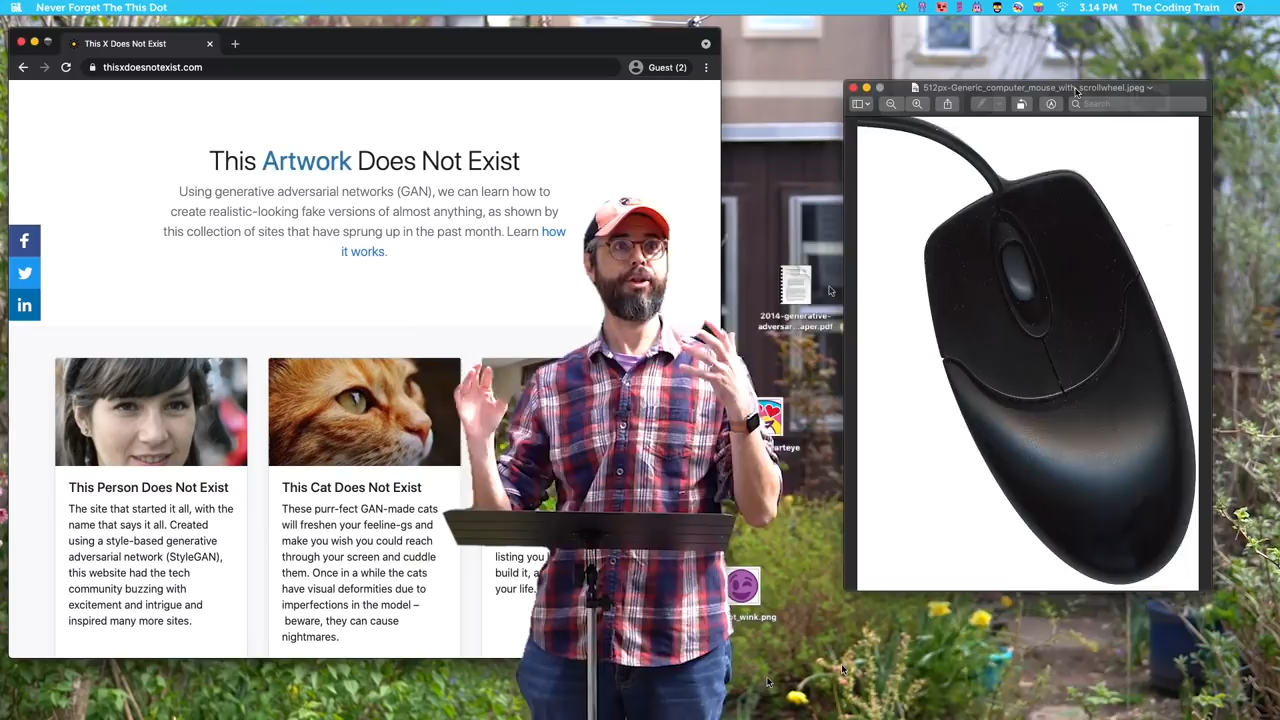 Never Forget The This Dot
3.14 PM
The Coding Train
This X Does Not Exist
thisxdoesnotexist.com
Guest (2)
This Artwork Does Not Exist
Using generative adversarial networks (GAN), we can learn how to
create realistic-looking fake versions of almost anything, as shown by
this collection of sites that have sprung up in the past month. Learn how
it works.
This Person Does Not Exist
The site that started it all, with the
name that says it all. Created
using a style-based generative
adversarial network (StyleGAN),
this website had the tech
community buzzing with
excitement and intrigue and
inspired many more sites.
This Cat Does Not Exist
These purr-fect GAN-made cats
will freshen your feeline-gs and
make you wish you could reach
through your screen and cuddle
them. Once in a while the cats
have visual deformities due to
imperfections in the model –
beware, they can cause
nightmares.
listing you
build it, a
your life.
2014-generative-
adversar...aper.pdf
arteye
ot_wink.png
512px-Generic_computer_mouse_with_scrollwheel.jpeg
Search